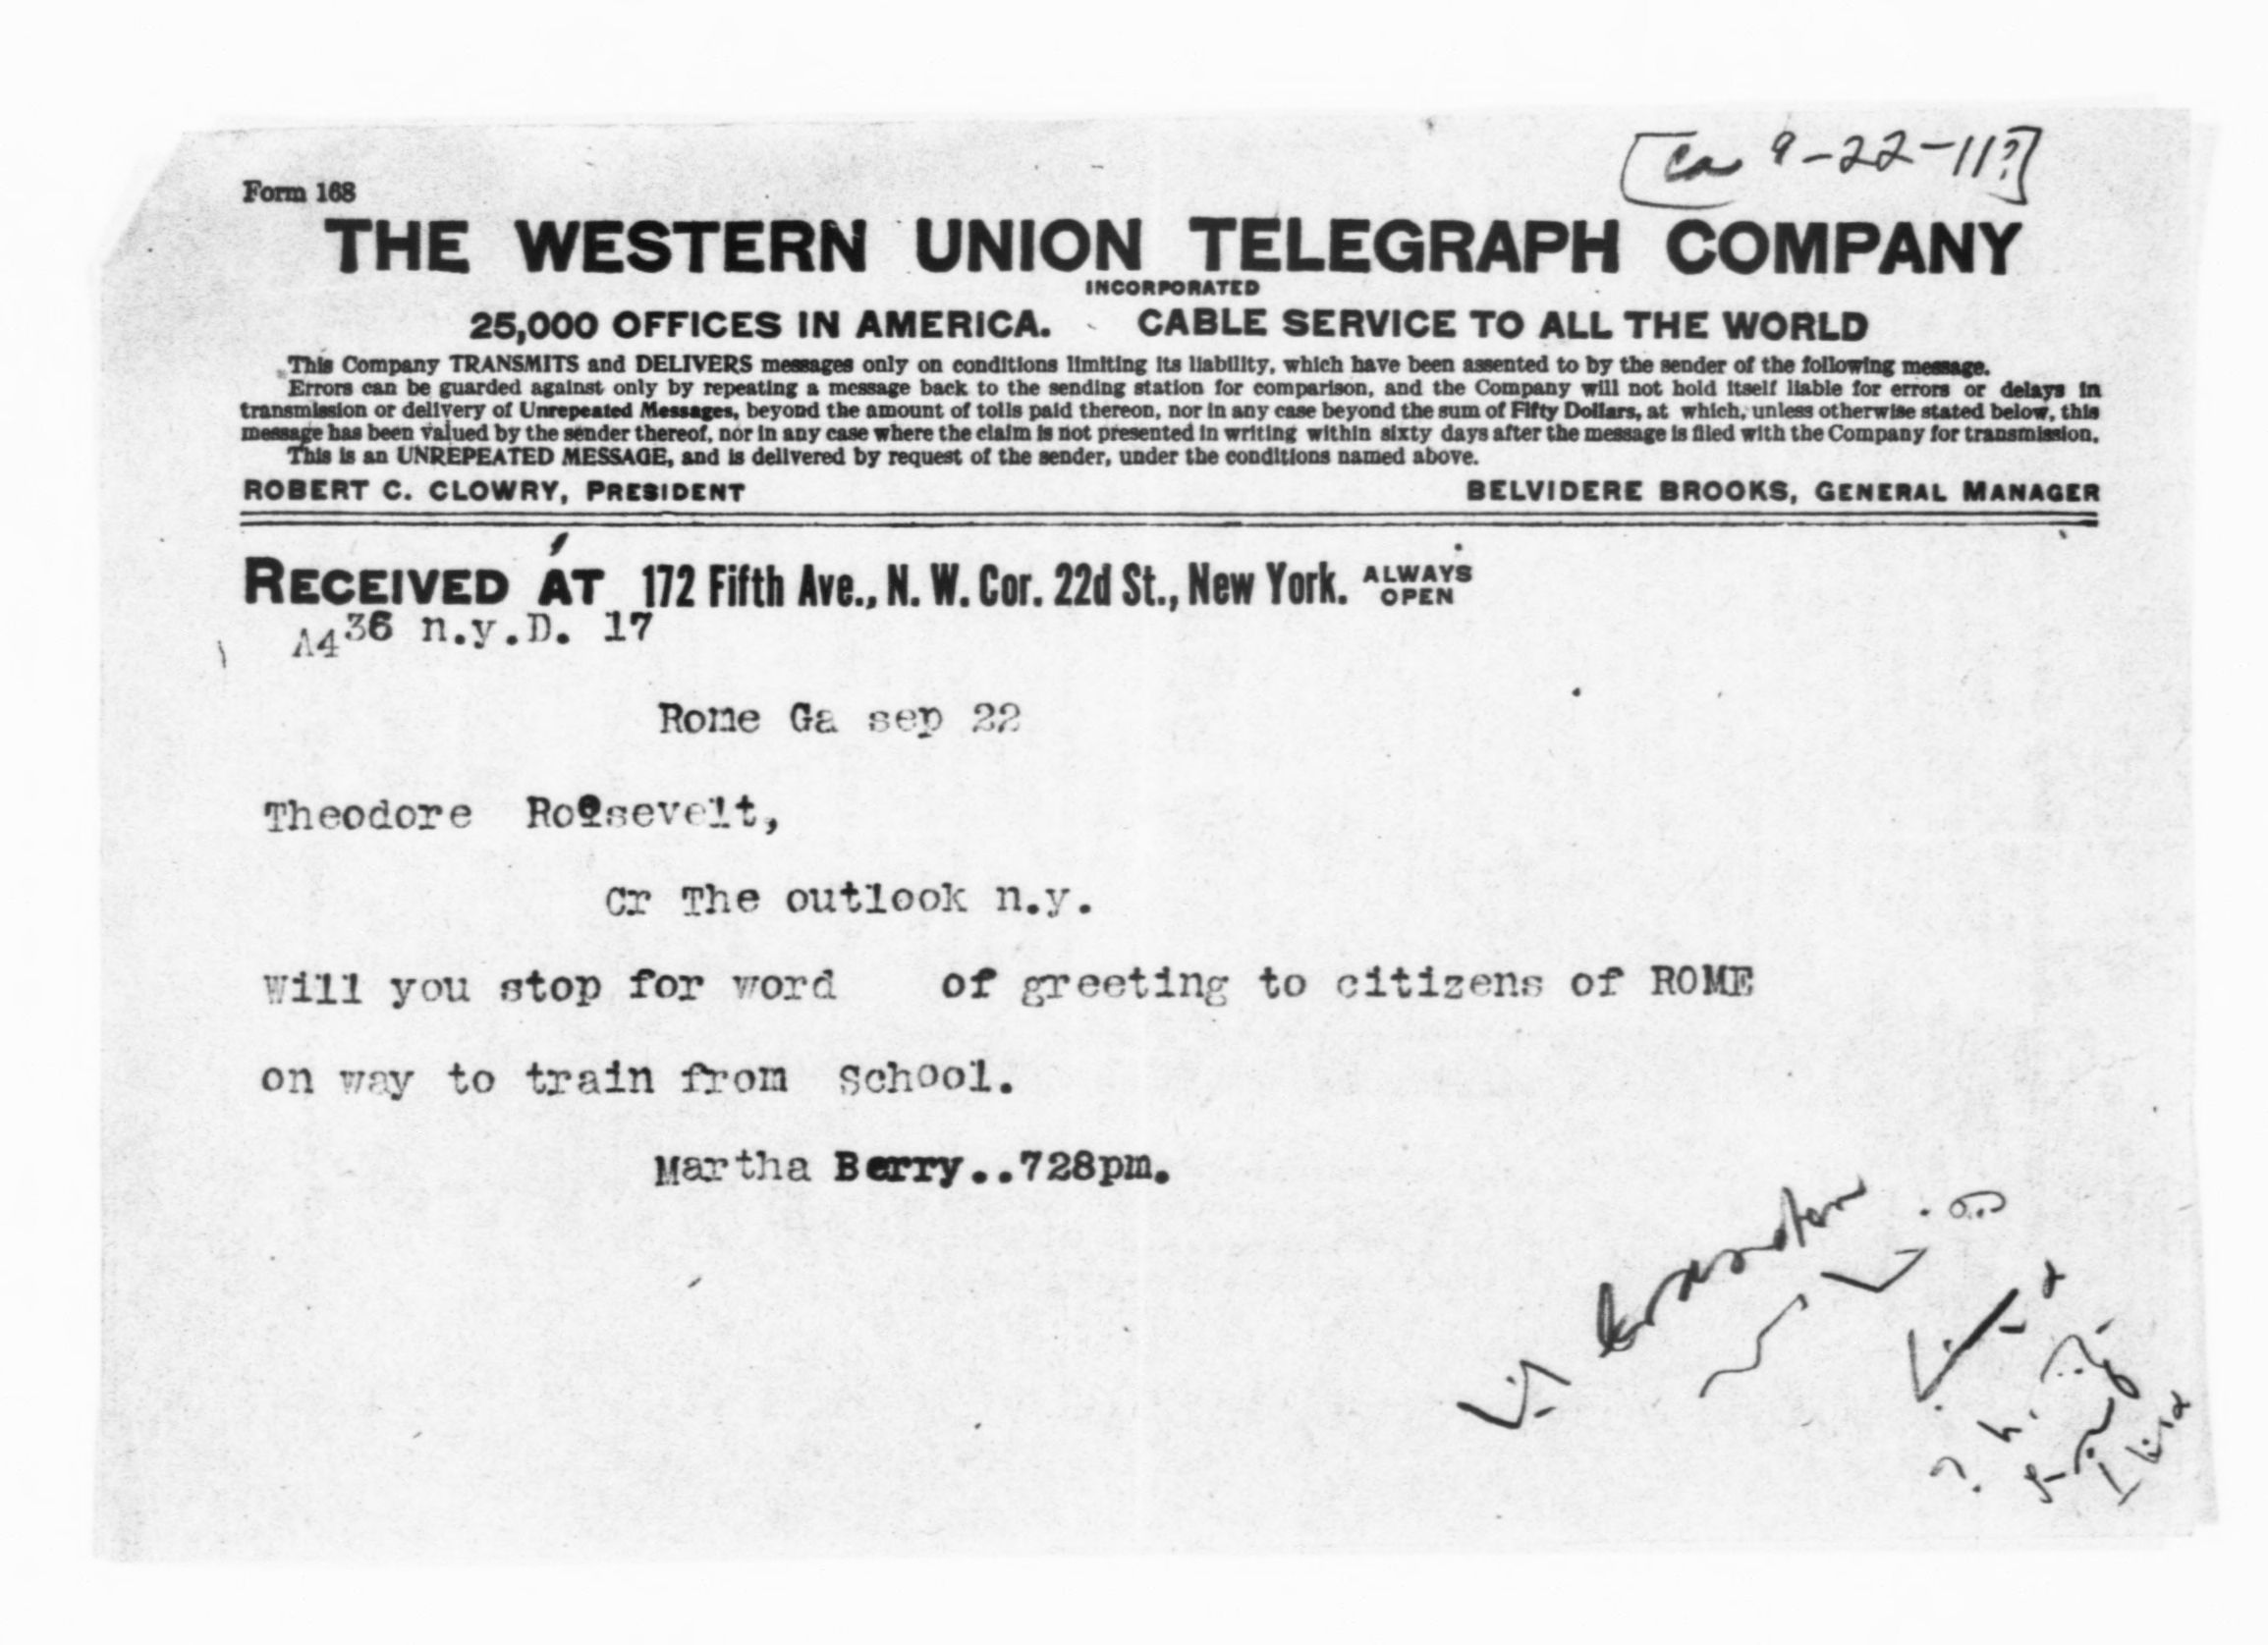 [ca 9-22-11?]
Form 168
THE WESTERN UNION TELEGRAPH COMPANY
INCORPORATED
25,000 OFFICES IN AMERICA. CABLE SERVICE TO ALL THE WORLD
This Company TRANSMITS and DELIVERS messages only on conditions limiting its liability, which have been assented to by the sender of the following message.
Errors can be guarded against only by repeating a message back to the sending station for comparison, and the Company will not hold itself liable for errors or delays in
transmission or delivery of Unrepeated Messages, beyond the amount of tolls paid thereon, nor in any case beyond the sum of Fifty Dollars, at which, unless otherwise stated below, this
message has been valued by the sender thereof, nor in any case where the claim is not presented in writing within sixty days after the message is filed with the Company for transmission.
This is an UNREPEATED MESSAGE, and is delivered by request of the sender, under the conditions named above.
ROBERT C. CLOWRY, PRESIDENT BELVIDERE BROOKS, GENERAL MANAGER
RECEIVED AT 172 Fifth Ave., N. W. Cor. 22d St., New York. ALWAYS OPEN
A436 n.y.D. 17
Rome Ga sep 22
Theodore Roosevelt,
Cr The outlook n.y.
Will you stop for word of greeting to citizens of ROME
on way to train from School.
Martha Berry..728pm.